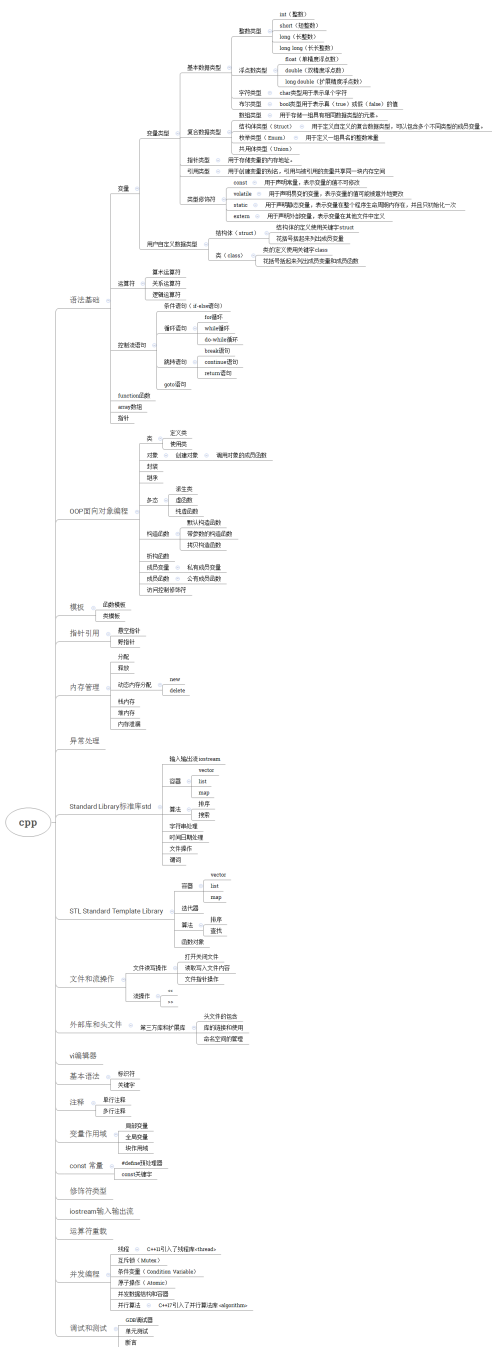 int（整数）
short（短整数）
整数类型
long（长整数）
long long（长长整数）
float（单精度浮点数）
基本数据类型
浮点数类型
double（双精度浮点数）
long double（扩展精度浮点数）
字符类型
char类型用于表示单个字符
布尔类型
bool类型用于表示真（true）或假（false）的值
数组类型
用于存储一组具有相同数据类型的元素。
结构体类型（Struct）
用于定义自定义的复合数据类型，可以包含多个不同类型的成员变量。
变量类型
复合数据类型
枚举类型（Enum）
用于定义一组具名的整数常量
共用体类型（Union）
指针类型
用于存储变量的内存地址。
引用类型
用于创建变量的别名，引用与被引用的变量共享同一块内存空间
const
用于声明常量，表示变量的值不可修改
变量
volatile
用于声明易变的变量，表示变量的值可能被意外地更改
类型修饰符
static
用于声明静态变量，表示变量在整个程序生命周期内存在，并且只初始化一次
extern
用于声明外部变量，表示变量在其他文件中定义
结构体的定义使用关键字struct
结构体（struct）
花括号括起来列出成员变量
用户自定义数据类型
类的定义使用关键字class
类（class）
花括号括起来列出成员变量和成员函数
算术运算符
运算符
关系运算符
逻辑运算符
语法基础
条件语句（if-else语句）
for循环
循环语句
while循环
do-while循环
控制流语句
break语句
跳转语句
continue语句
return语句
goto语句
function函数
array数组
指针
定义类
类
使用类
对象
创建对象
调用对象的成员函数
封装
继承
派生类
多态
虚函数
纯虚函数
OOP面向对象编程
默认构造函数
构造函数
带参数的构造函数
拷贝构造函数
析构函数
成员变量
私有成员变量
成员函数
公有成员函数
访问控制修饰符
函数模板
模板
类模板
悬空指针
指针引用
野指针
分配
释放
new
内存管理
动态内存分配
delete
栈内存
堆内存
内存泄漏
异常处理
输入输出流iostream
vector
容器
list
map
Standard Library标准库std
排序
算法
搜索
字符串处理
时间日期处理
文件操作
谓词
cpp
vector
容器
list
map
STL Standard Template Library
迭代器
排序
算法
查找
函数对象
打开关闭文件
文件读写操作
读取写入文件内容
文件和流操作
文件指针操作
<<
流操作
>>
头文件的包含
外部库和头文件
第三方库和扩展库
库的链接和使用
命名空间的管理
vi编辑器
标识符
基本语法
关键字
单行注释
注释
多行注释
局部变量
变量作用域
全局变量
块作用域
#define预处理器
const 常量
const关键字
修饰符类型
iostream输入输出流
运算符重载
线程
C++11引入了线程库<thread>
互斥锁（Mutex）
条件变量（Condition Variable）
并发编程
原子操作（Atomic）
并发数据结构和容器
并行算法
C++17引入了并行算法库<algorithm>
GDB调试器
调试和测试
单元测试
断言